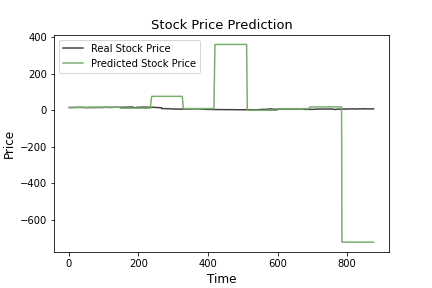 Stock Price Prediction
Real Stock Price
Predicted Stock Price
400
200
0
−200
−400
−600
Price
0 200 400 600 800
Time